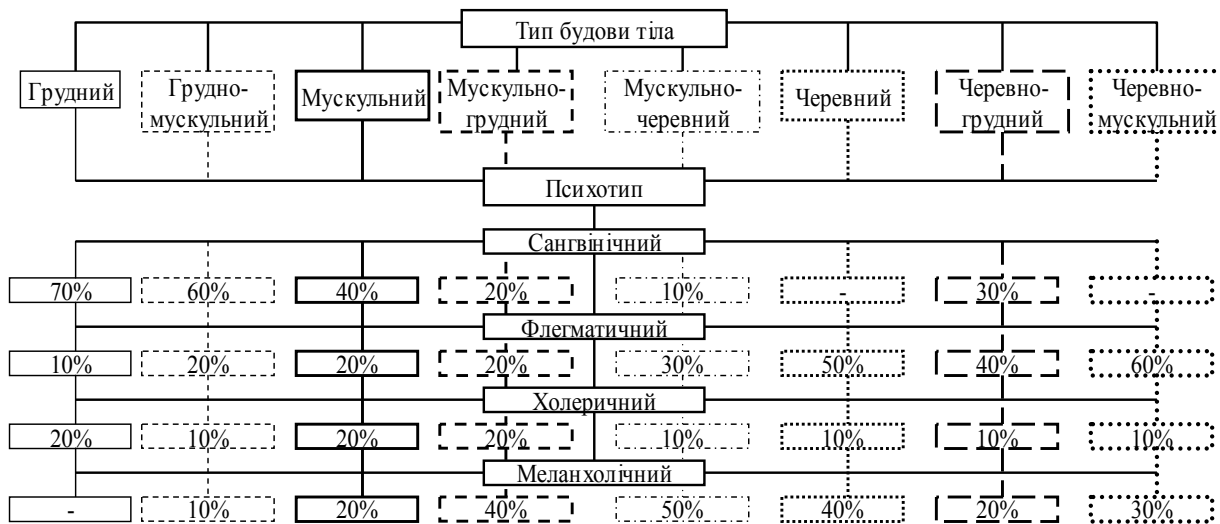 Тип будови тіла
Грудний
Грудно-
мускульний
Мускульний
Мускульно-
грудний
Мускульно-
черевний
Черевний
Черевно-
грудний
Черевно-
мускульний
Психотип
Сангвінічний
70% 60% 40% 20% 10% - 30% -
Флегматичний
10% 20% 20% 20% 30% 50% 40% 60%
Холеричний
20% 10% 20% 20% 10% 10% 10% 10%
Меланхолічний
- 10% 20% 40% 50% 40% 20% 30%